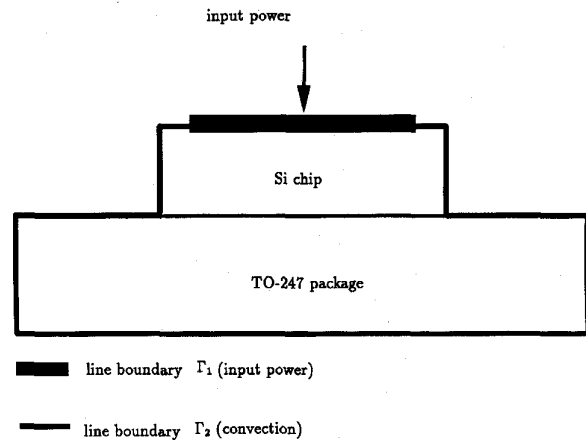 input power
Si chip
TO-247 package
line boundary Γ₁ (input power)
line boundary Γ₂ (convection)